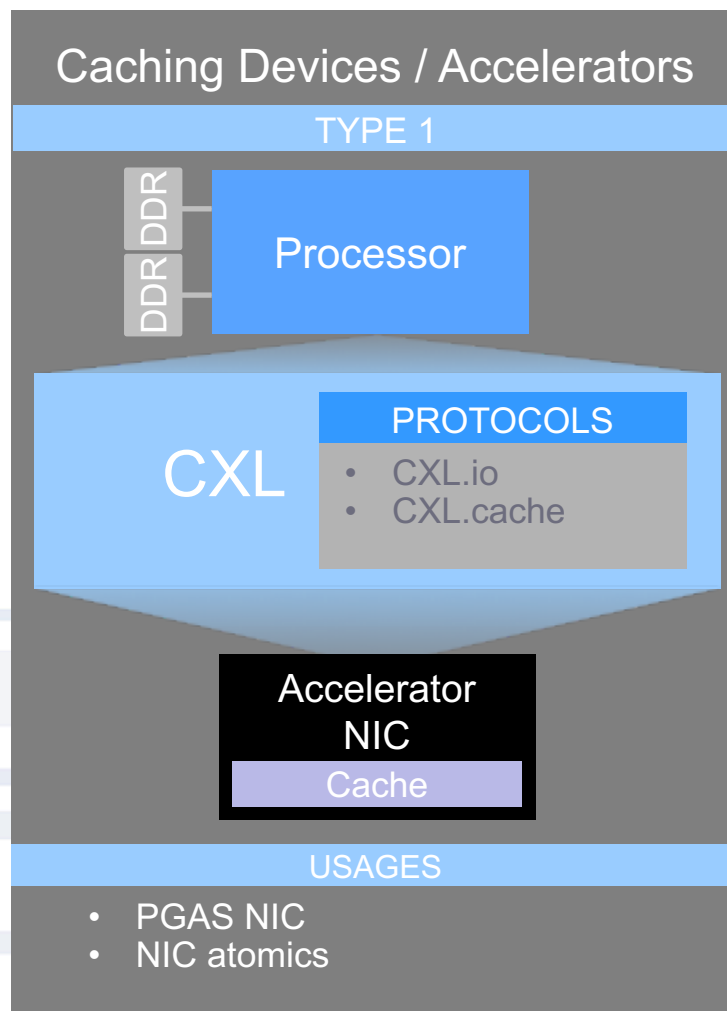 Caching Devices / Accelerators
TYPE 1
DDR
DDR
Processor
CXL
PROTOCOLS
• CXL.io
• CXL.cache
Accelerator
NIC
Cache
USAGES
• PGAS NIC
• NIC atomics